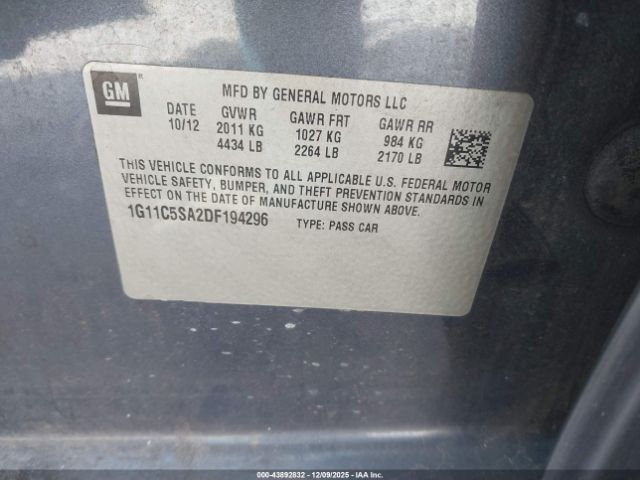 GM
MFD BY GENERAL MOTORS LLC
DATE GVWR GAWR FRT GAWR RR
10/12 2011 KG 1027 KG 984 KG
4434 LB 2264 LB 2170 LB
THIS VEHICLE CONFORMS TO ALL APPLICABLE U.S. FEDERAL MOTOR
VEHICLE SAFETY, BUMPER, AND THEFT PREVENTION STANDARDS IN
EFFECT ON THE DATE OF MANUFACTURE SHOWN ABOVE.
1G11C5SA2DF194296 TYPE: PASS CAR
000-43892832 - 12/09/2025 - IAAI, Inc.